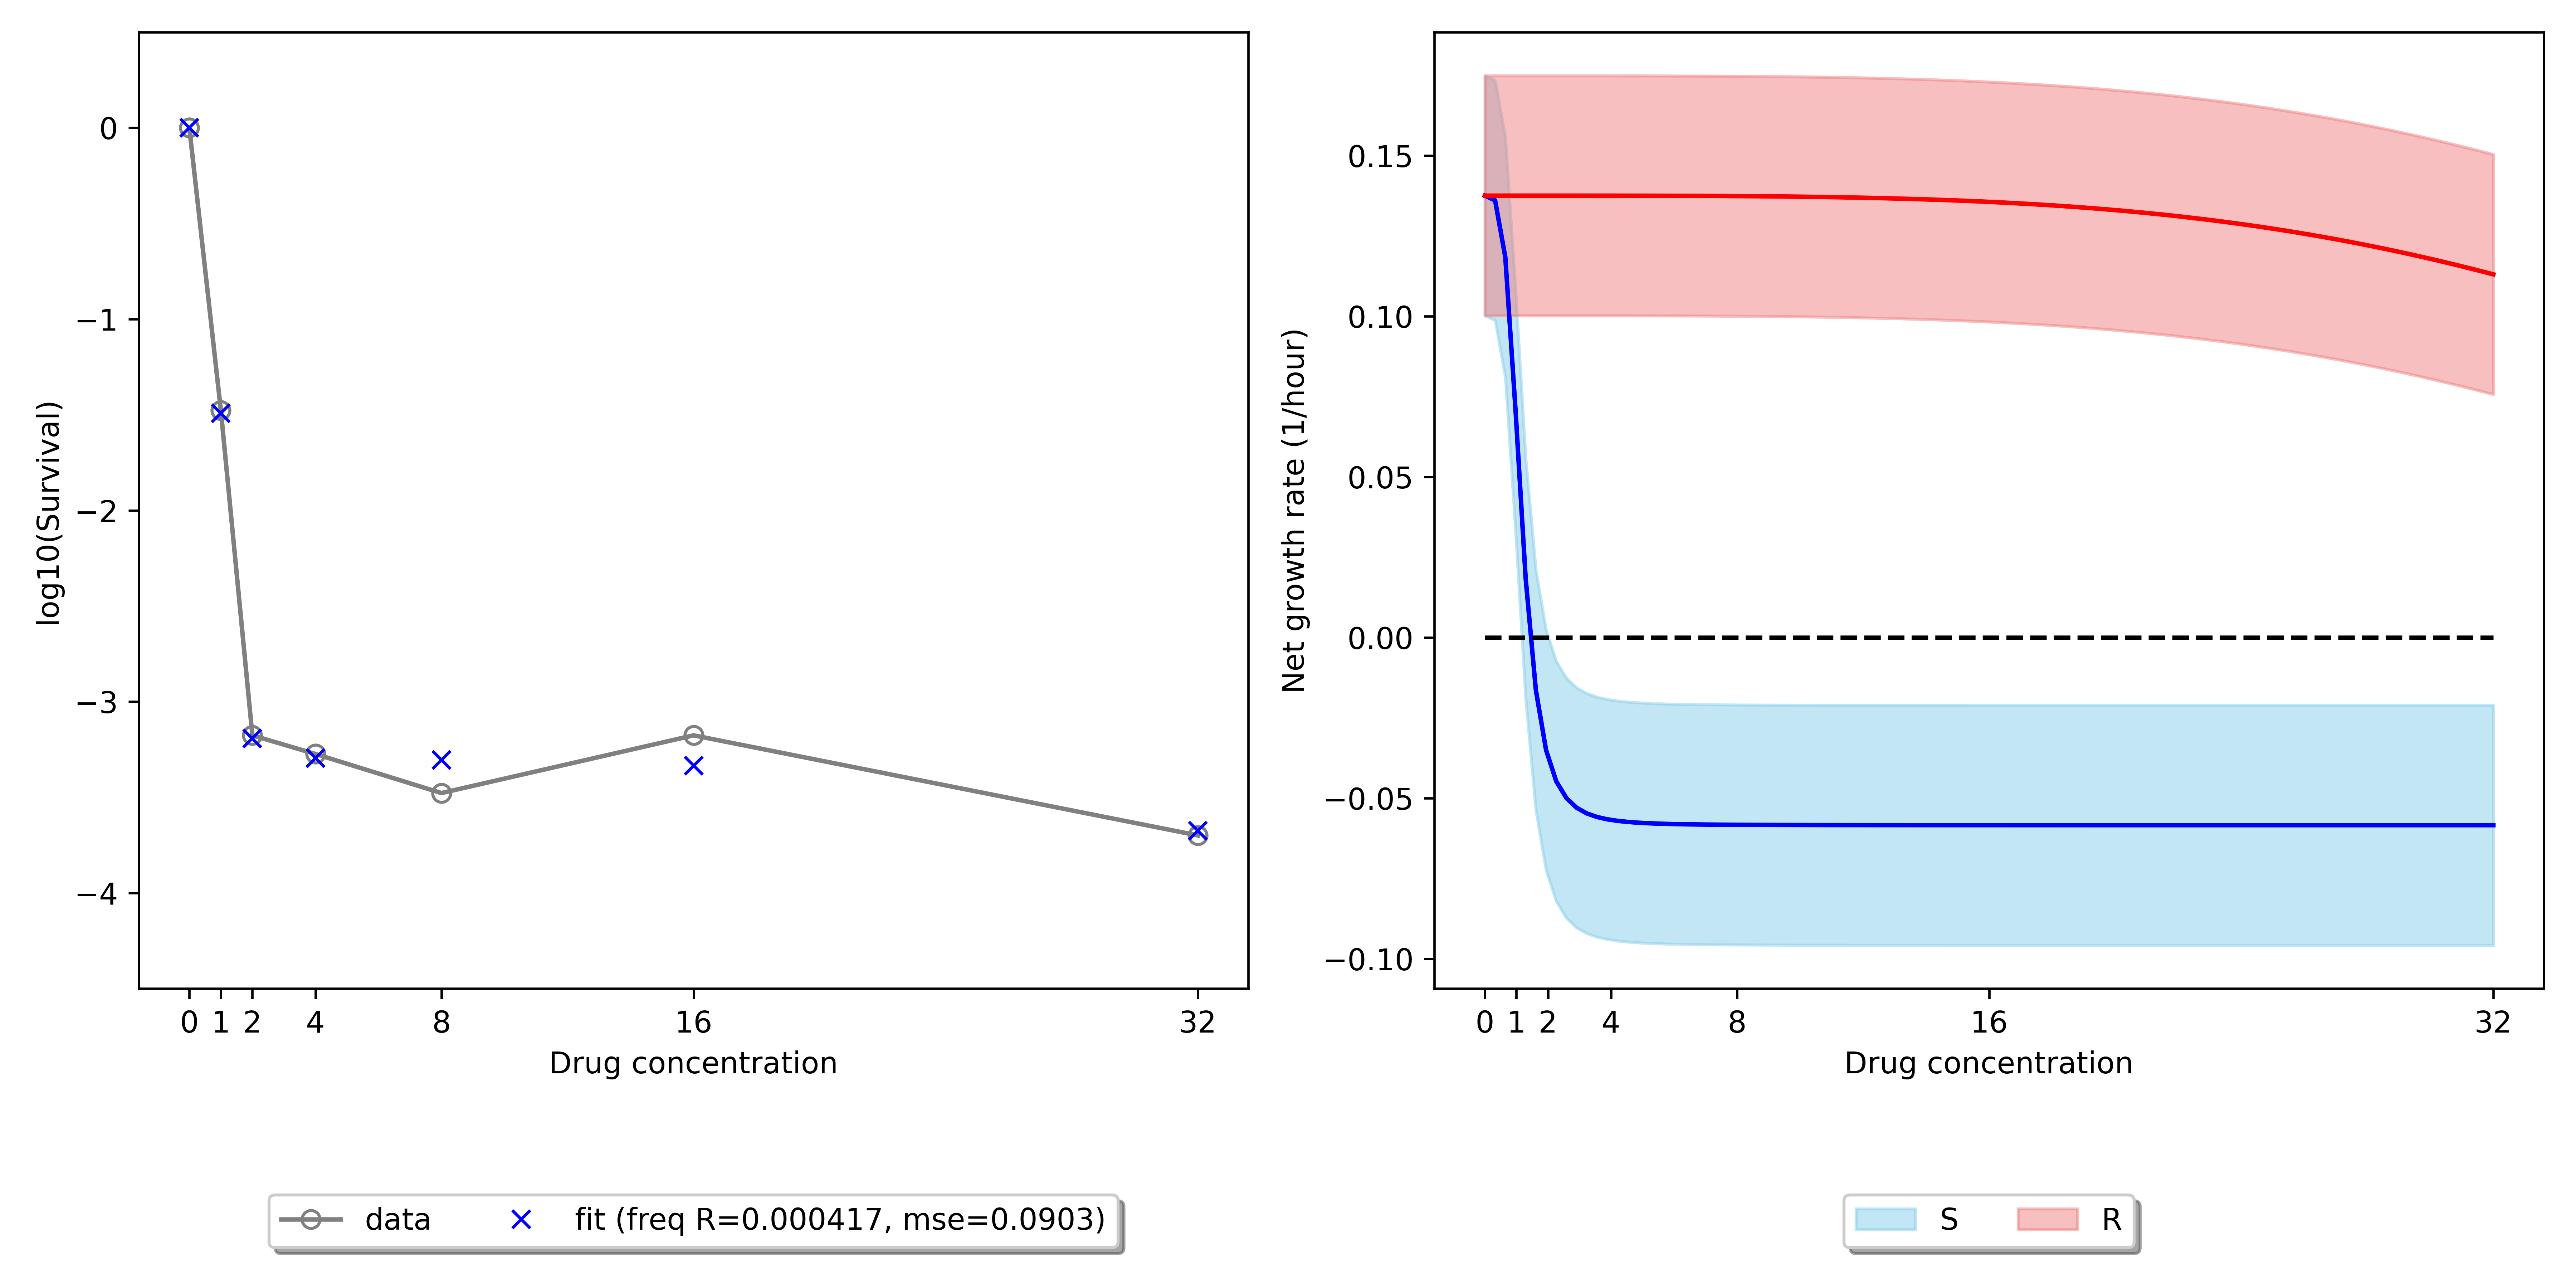 log10(Survival)
0
−1
−2
−3
−4
0 1 2 4 8 16 32
Drug concentration
data fit (freq R=0.000417, mse=0.0903)
Net growth rate (1/hour)
0.15
0.10
0.05
0.00
−0.05
−0.10
0 1 2 4 8 16 32
Drug concentration
S R